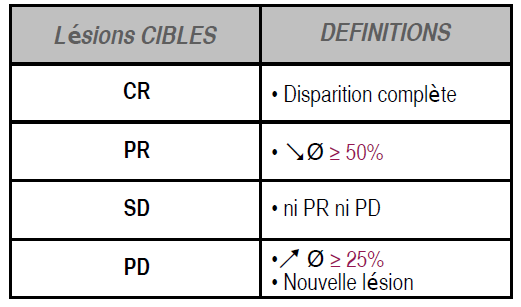 Lésions CIBLES
DEFINITIONS
CR
• Disparition complète
PR
• ↘Ø ≥ 50%
SD
• ni PR ni PD
PD
•↗ Ø ≥ 25%
• Nouvelle lésion